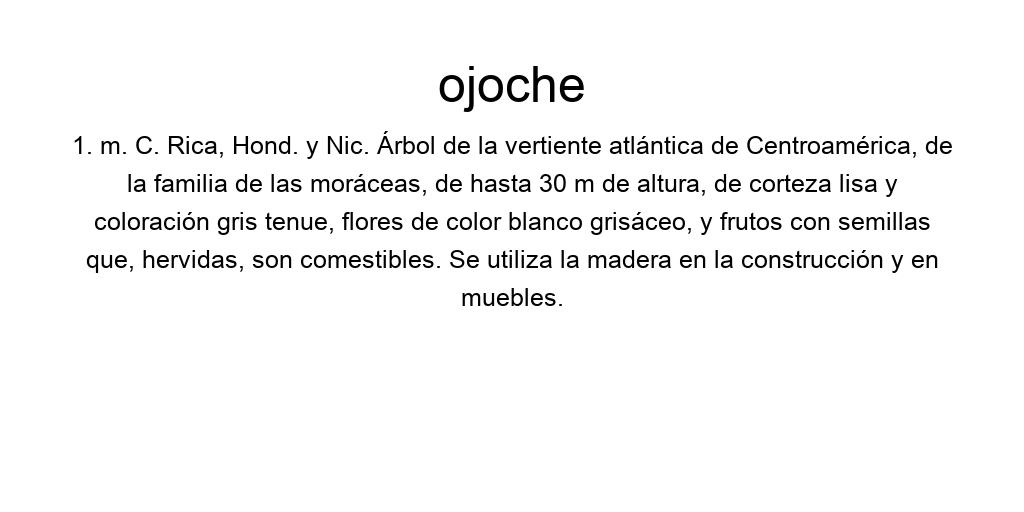 ojoche
1. m. C. Rica, Hond. y Nic. Árbol de la vertiente atlántica de Centroamérica, de
la familia de las moráceas, de hasta 30 m de altura, de corteza lisa y
coloración gris tenue, flores de color blanco grisáceo, y frutos con semillas
que, hervidas, son comestibles. Se utiliza la madera en la construcción y en
muebles.